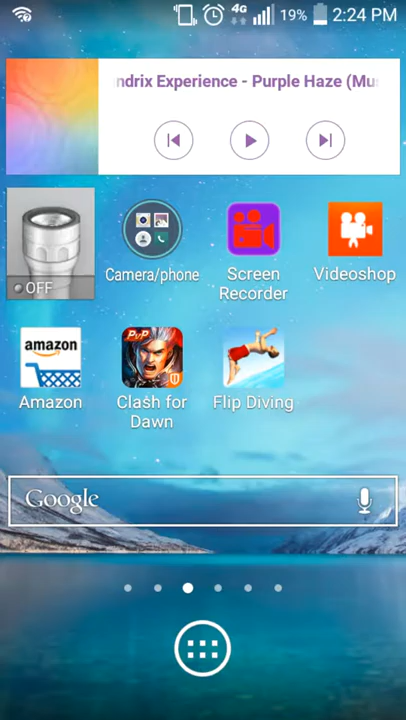 4G 19% 2:24 PM
ndrix Experience - Purple Haze (Mu
OFF
Camera/phone
Screen Recorder
Videoshop
amazon
Amazon
PvP
Clash for Dawn
Flip Diving
Google